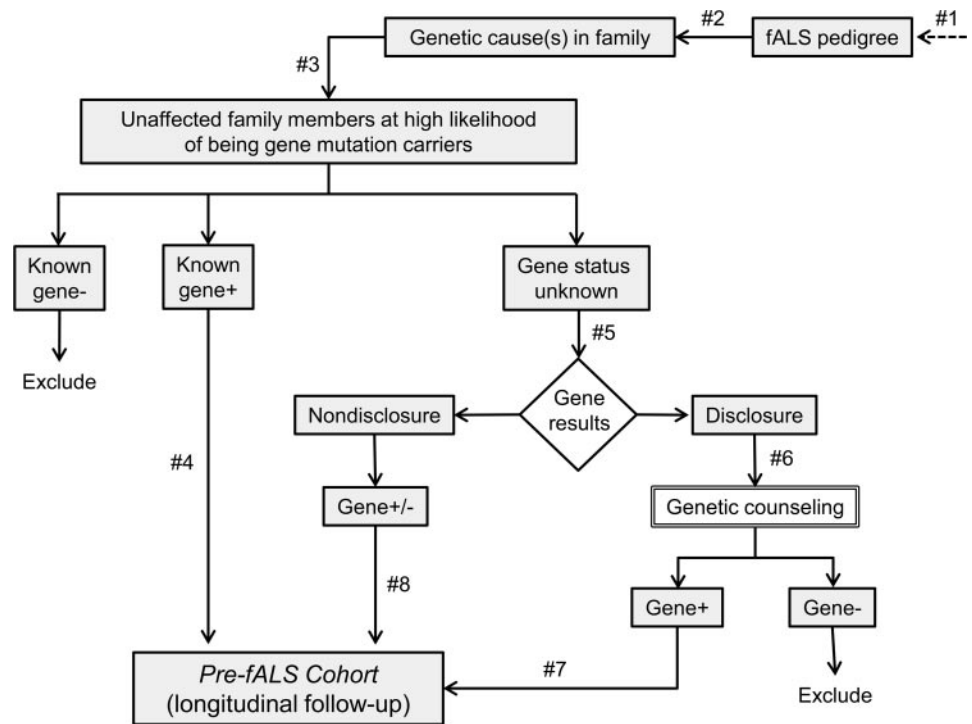 #1
#2
Genetic cause(s) in family
fALS pedigree
#3
Unaffected family members at high likelihood
of being gene mutation carriers
Known
gene-
Known
gene+
Gene status
unknown
#5
Exclude
Gene
results
Nondisclosure
Disclosure
#4
#6
Gene+/-
Genetic counseling
#8
Gene+
Gene-
Pre-fALS Cohort
(longitudinal follow-up)
#7
Exclude